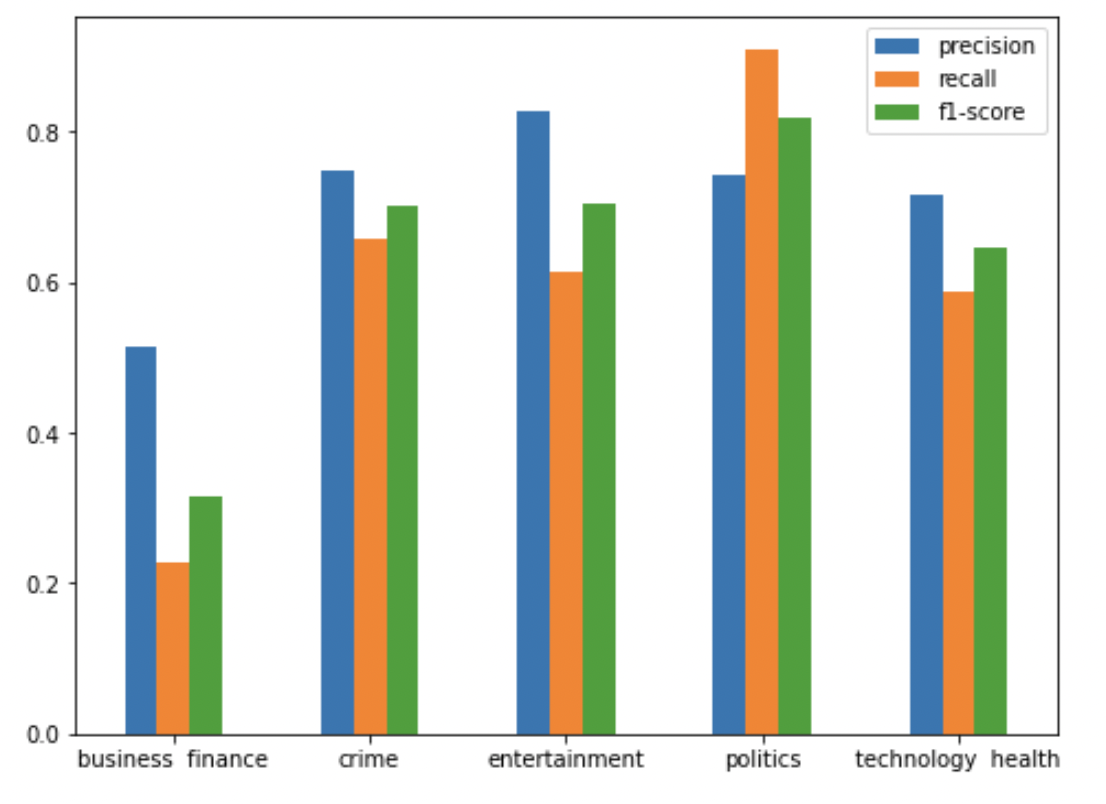 precision
recall
f1-score
0.8
0.6
0.4
0.2
0.0
business finance
crime
entertainment
politics
technology health